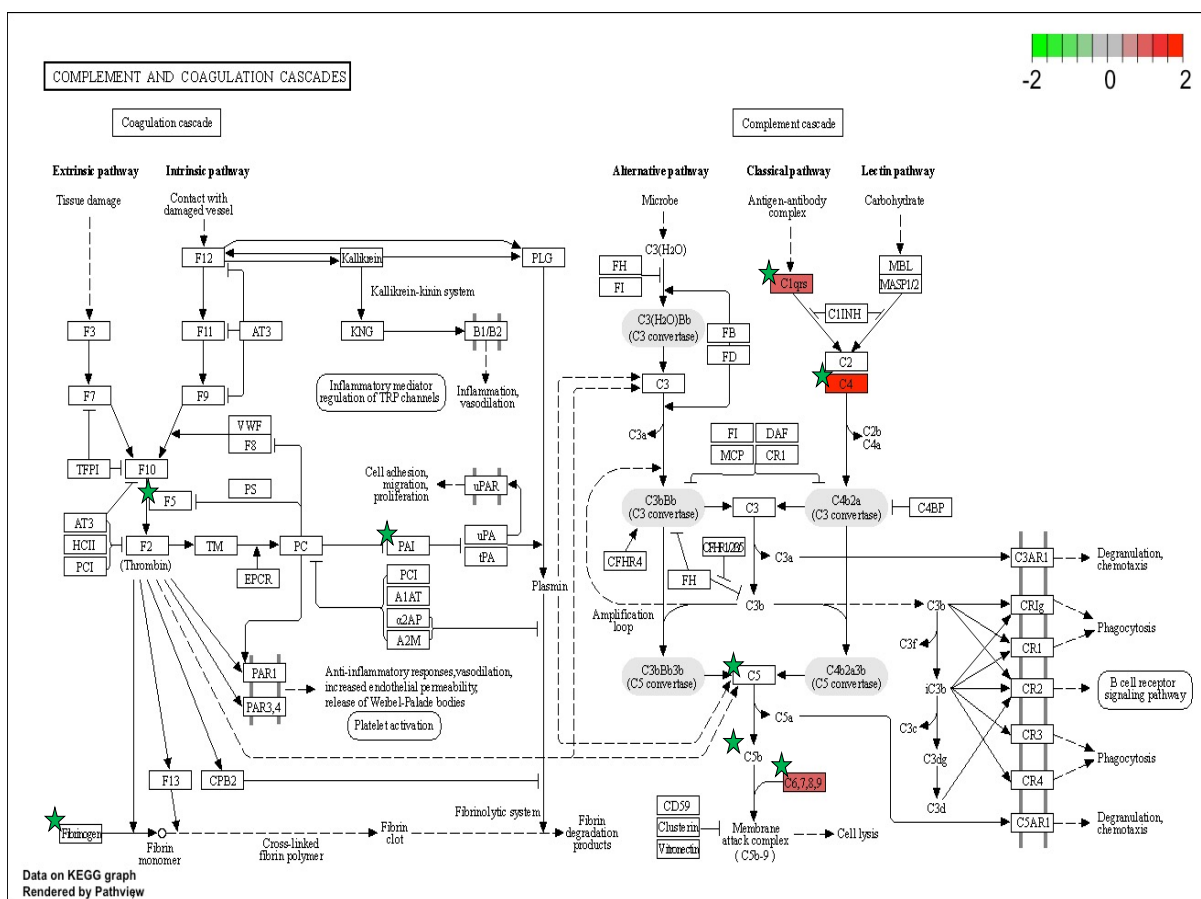 -2 0 2
COMPLEMENT AND COAGULATION CASCADES
Coagulation cascade
Complement cascade
Extrinsic pathway
Intrinsic pathway
Alternative pathway
Classical pathway
Lectin pathway
Tissue damage
Contact with
damaged vessel
Microbe
Antigen-antibody
complex
Carbohydrate
F12
Kallikrein
PLG
C3(H2O)
FH
FI
C1qrs
MBL
MASP1/2
Kallikrein-kinin system
F3
F11
AT3
KNG
B1/B2
C3(H2O)Bb
(C3 convertase)
FB
FD
C1INH
C2
C4
F7
F9
Inflammatory mediator
regulation of TRP channels
Inflammation,
vasodilation
C3
VWF
F8
C3a
FI
DAF
MCP
CR1
C2b
C4a
TFPI
F10
F5
PS
Cell adhesion,
migration,
proliferation
uPAR
C3bBb
(C3 convertase)
C3
C4b2a
(C3 convertase)
C4BP
AT3
HCII
PCI
F2
(Thrombin)
TM
PC
EPCR
PAI
uPA
tPA
CFHR4
FH
C3a
C3AR1
Degranulation,
chemotaxis
PCI
A1AT
α2AP
A2M
Plasmin
Amplification
loop
C3b
C3b
CRIg
C3f
CR1
Phagocytosis
PAR1
PAR3,4
Anti-inflammatory responses,vasodilation,
increased endothelial permeability,
release of Weibel-Palade bodies
Platelet activation
C3bBb3b
(C5 convertase)
C5
C4b2a3b
(C5 convertase)
iC3b
CR2
B cell receptor
signaling pathway
C5a
C3c
CR3
C5b
C3dg
Phagocytosis
F13
CPB2
C6,7,8,9
CR4
C3d
Fibrinolytic system
CD59
Clusterin
Vitronectin
Membrane
attack complex
(C5b-9)
Cell lysis
C5AR1
Degranulation,
chemotaxis
Fibrinogen
Fibrin
monomer
Cross-linked
fibrin polymer
Fibrin
clot
Fibrin
degradation
products
Data on KEGG graph
Rendered by Pathview